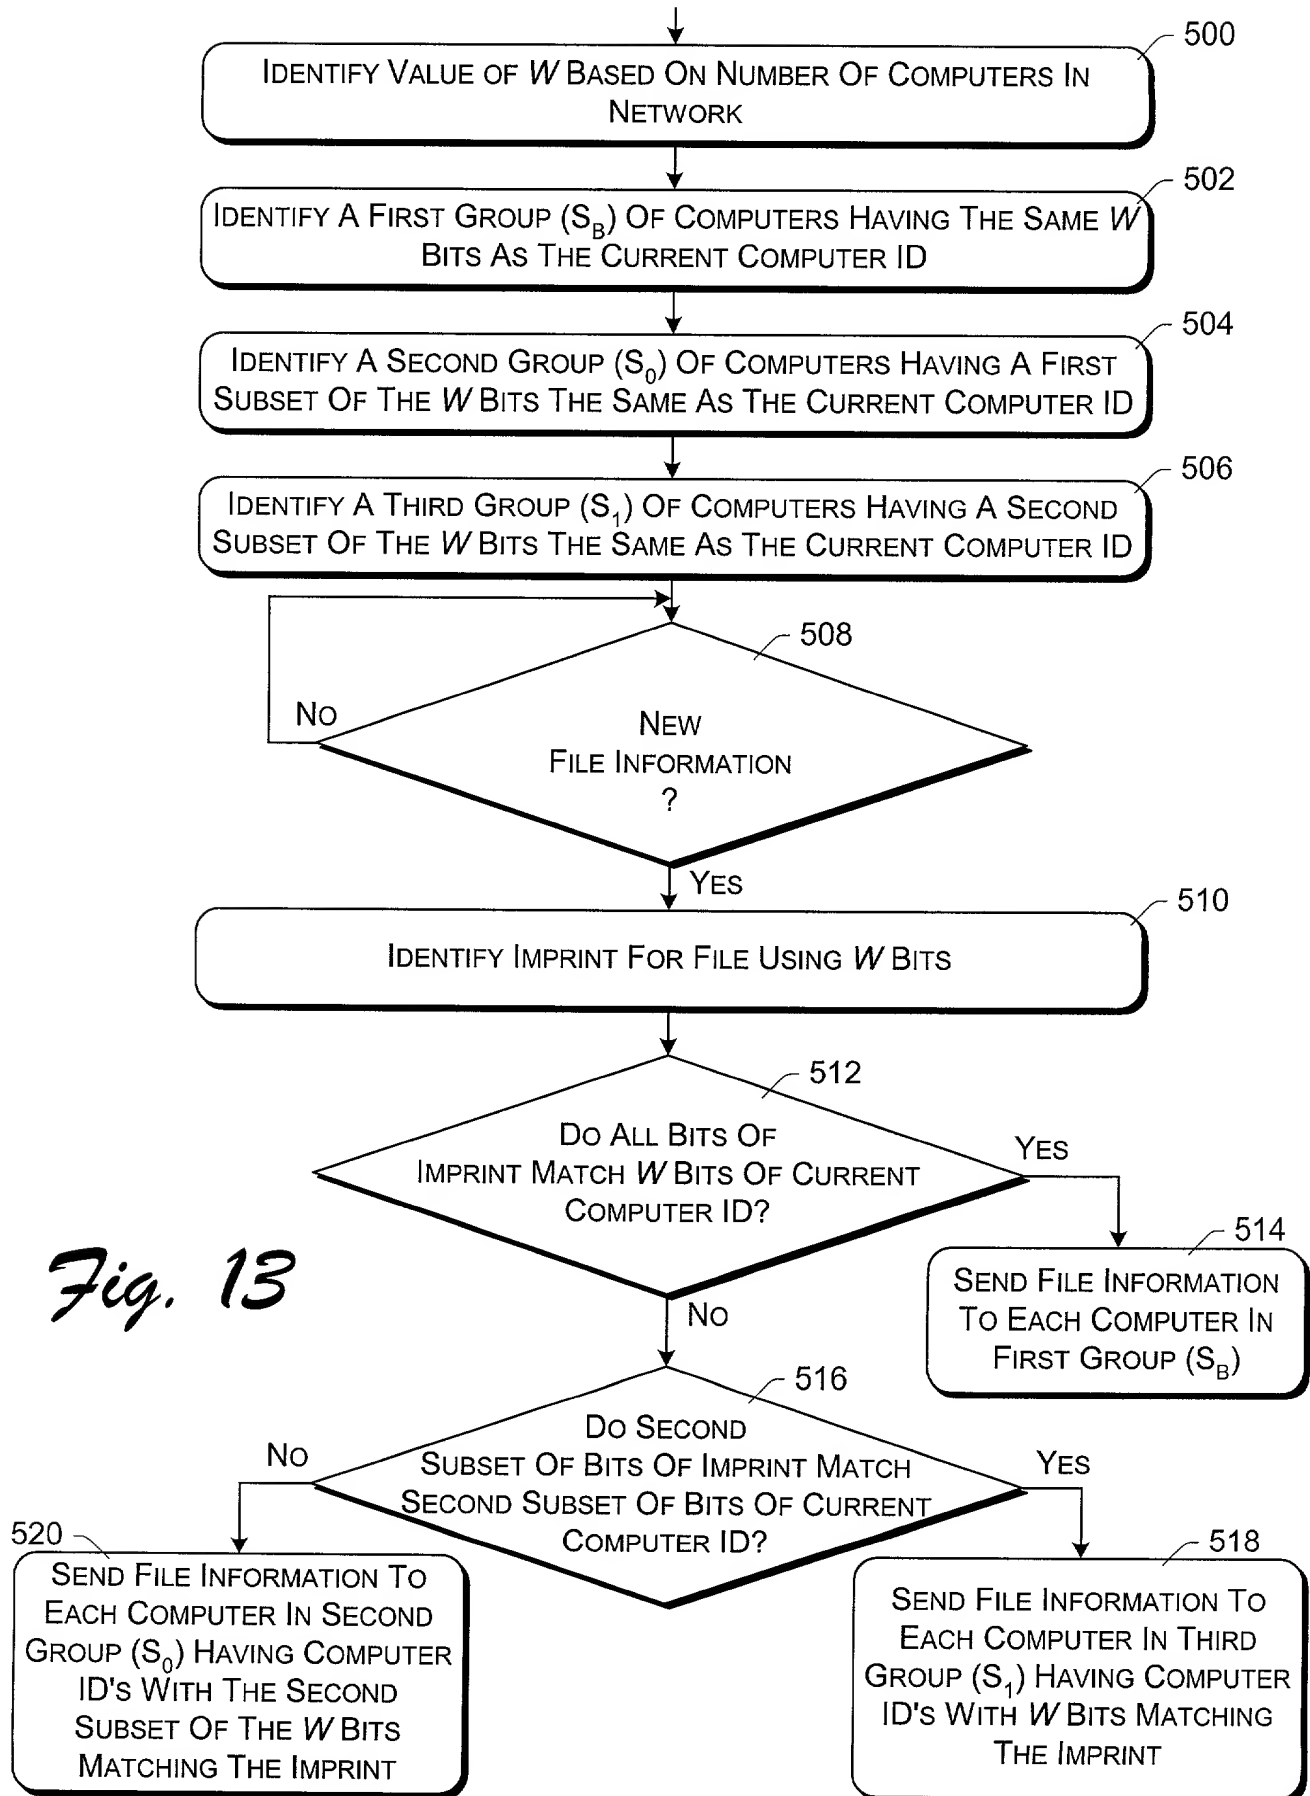 500
IDENTIFY VALUE OF W BASED ON NUMBER OF COMPUTERS IN
NETWORK
502
IDENTIFY A FIRST GROUP (SB) OF COMPUTERS HAVING THE SAME W
BITS AS THE CURRENT COMPUTER ID
504
IDENTIFY A SECOND GROUP (S0) OF COMPUTERS HAVING A FIRST
SUBSET OF THE W BITS THE SAME AS THE CURRENT COMPUTER ID
506
IDENTIFY A THIRD GROUP (S1) OF COMPUTERS HAVING A SECOND
SUBSET OF THE W BITS THE SAME AS THE CURRENT COMPUTER ID
508
NO
NEW
FILE INFORMATION
?
YES
510
IDENTIFY IMPRINT FOR FILE USING W BITS
512
DO ALL BITS OF
IMPRINT MATCH W BITS OF CURRENT
COMPUTER ID?
YES
514
SEND FILE INFORMATION
TO EACH COMPUTER IN
FIRST GROUP (SB)
Fig. 13
NO
516
DO SECOND
SUBSET OF BITS OF IMPRINT MATCH
SECOND SUBSET OF BITS OF CURRENT
COMPUTER ID?
NO
YES
520
SEND FILE INFORMATION TO
EACH COMPUTER IN SECOND
GROUP (S0) HAVING COMPUTER
ID'S WITH THE SECOND
SUBSET OF THE W BITS
MATCHING THE IMPRINT
518
SEND FILE INFORMATION TO
EACH COMPUTER IN THIRD
GROUP (S1) HAVING COMPUTER
ID'S WITH W BITS MATCHING
THE IMPRINT